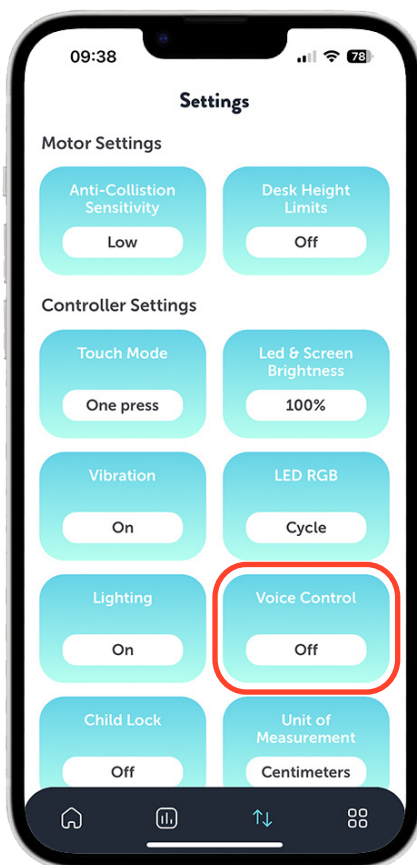 09:38
78
Settings
Motor Settings
Anti-Collistion
Sensitivity
Low
Desk Height
Limits
Off
Controller Settings
Touch Mode
One press
Led & Screen
Brightness
100%
Vibration
On
LED RGB
Cycle
Lighting
On
Voice Control
Off
Child Lock
Off
Unit of
Measurement
Centimeters